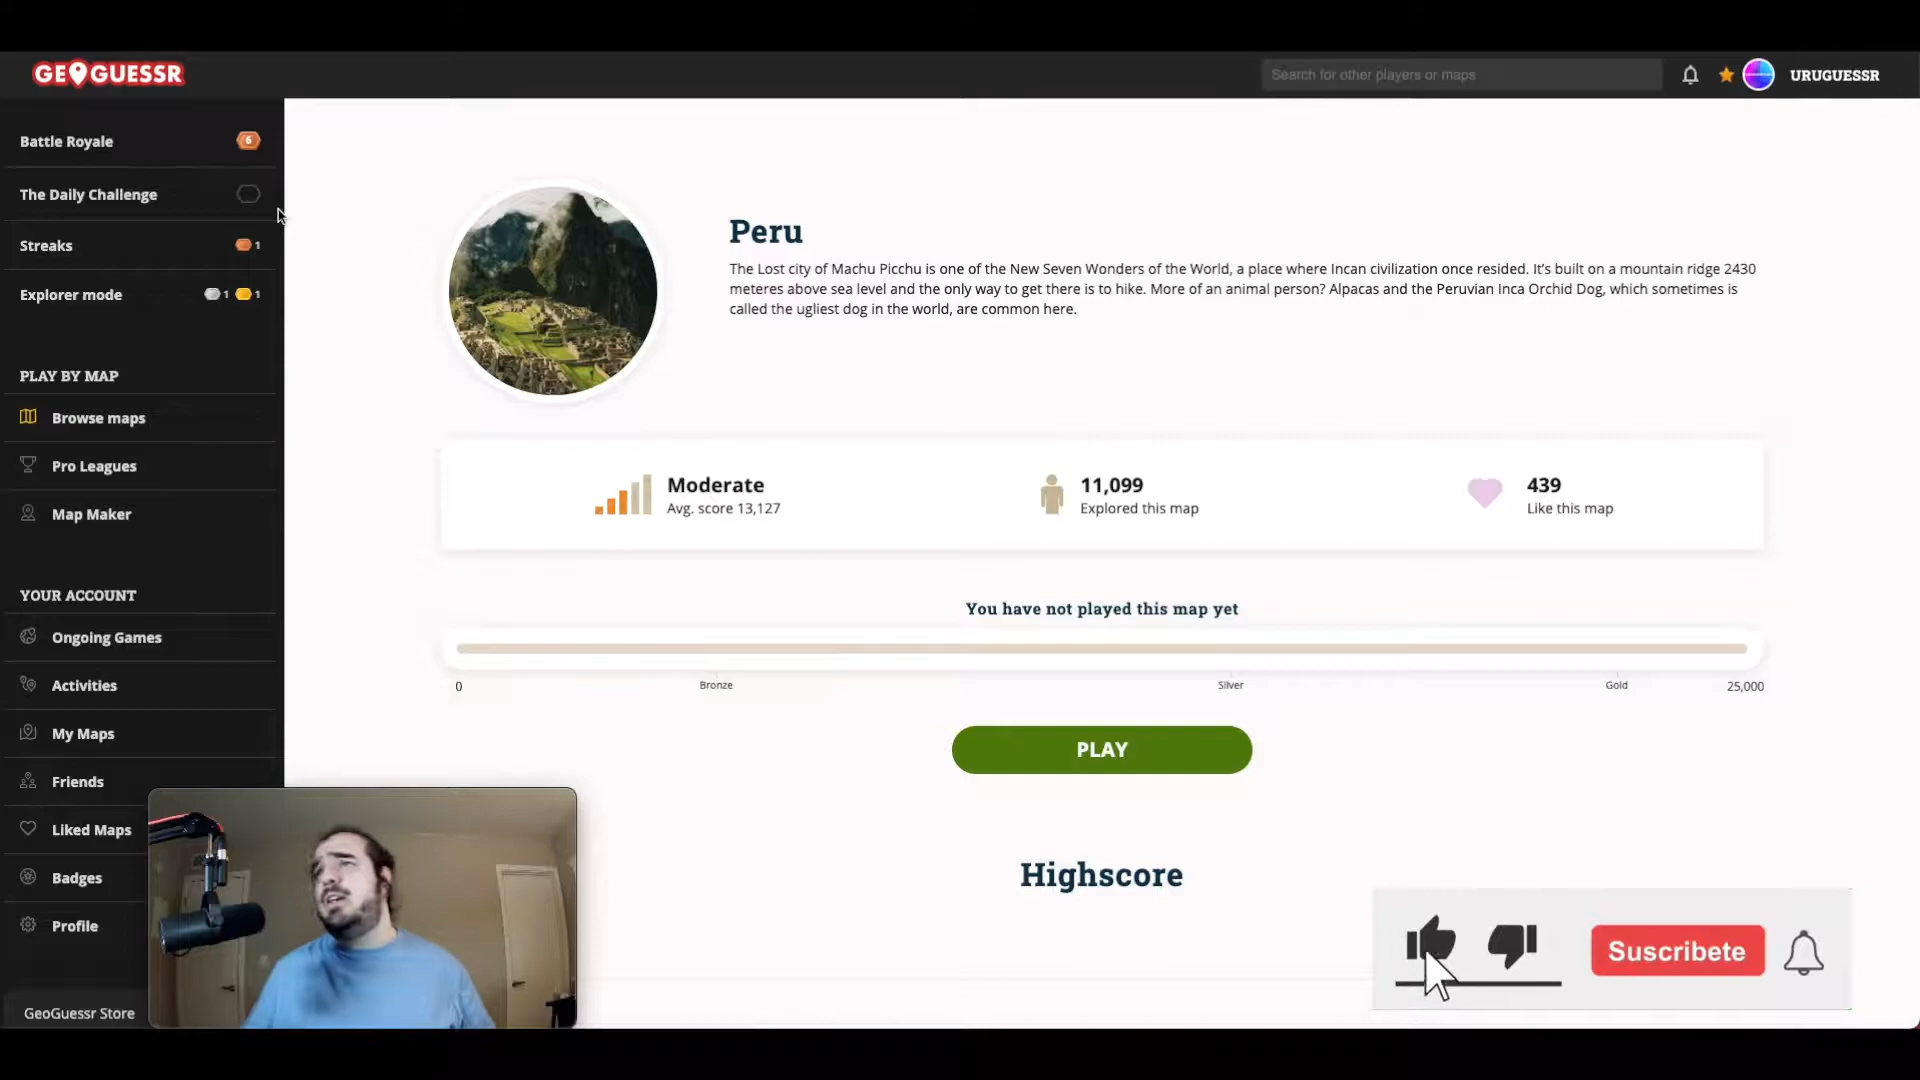 GEOGUESSR
Search for other players or maps
URUGUESSR
Battle Royale
6
The Daily Challenge
Streaks
1
Explorer mode
1
1
PLAY BY MAP
Browse maps
Pro Leagues
Map Maker
YOUR ACCOUNT
Ongoing Games
Activities
My Maps
Friends
Liked Maps
Badges
Profile
GeoGuessr Store
Peru
The Lost city of Machu Picchu is one of the New Seven Wonders of the World, a place where Incan civilization once resided. It's built on a mountain ridge 2430
meteres above sea level and the only way to get there is to hike. More of an animal person? Alpacas and the Peruvian Inca Orchid Dog, which sometimes is
called the ugliest dog in the world, are common here.
Moderate
Avg. score 13,127
11,099
Explored this map
439
Like this map
You have not played this map yet
0
Bronze
Silver
Gold
25,000
PLAY
Highscore
Suscribete